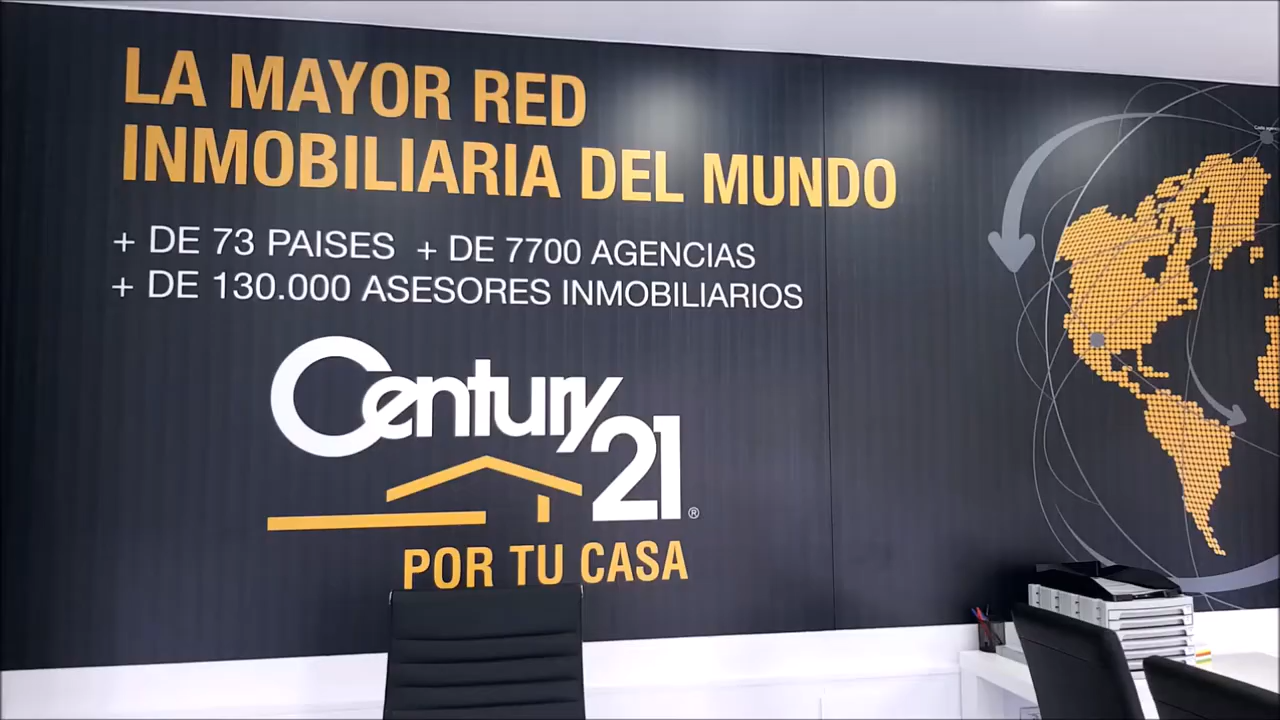 LA MAYOR RED
INMOBILIARIA DEL MUNDO
+ DE 73 PAISES + DE 7700 AGENCIAS
+ DE 130.000 ASESORES INMOBILIARIOS
Century
21®
POR TU CASA